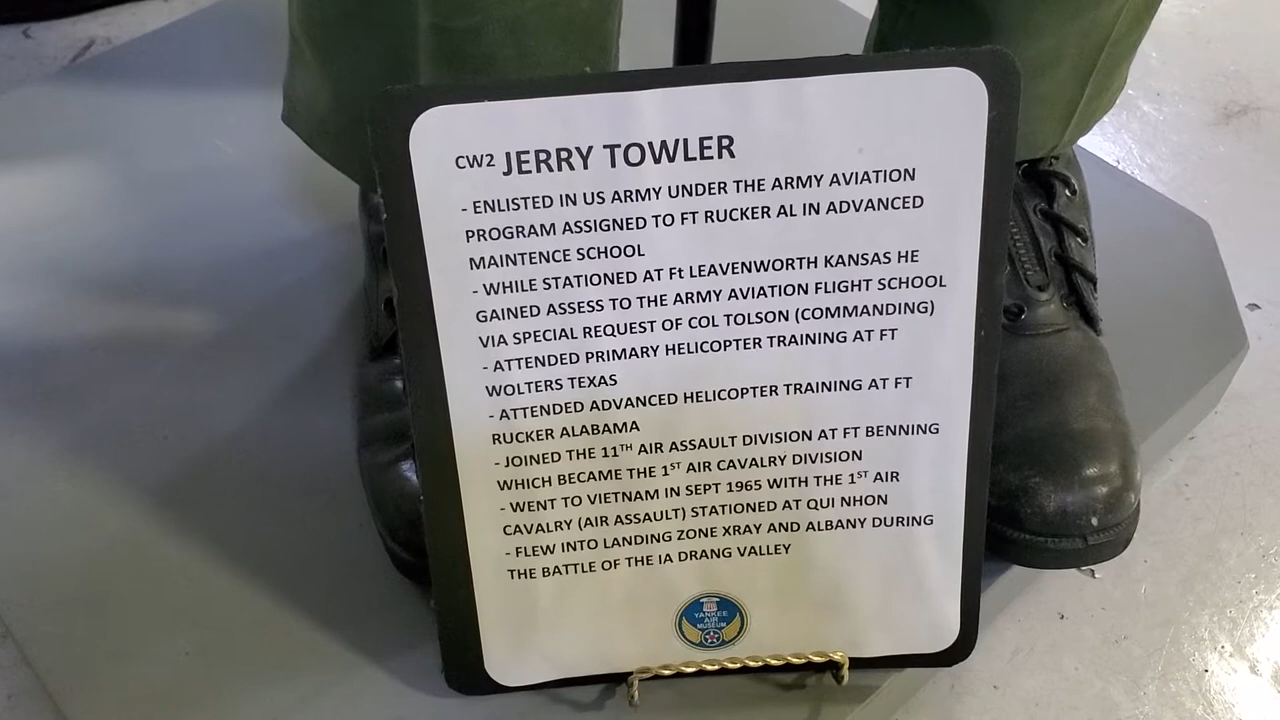 CW2 JERRY TOWLER
- ENLISTED IN US ARMY UNDER THE ARMY AVIATION
PROGRAM ASSIGNED TO FT RUCKER AL IN ADVANCED
MAINTENCE SCHOOL
- WHILE STATIONED AT Ft LEAVENWORTH KANSAS HE
GAINED ASSESS TO THE ARMY AVIATION FLIGHT SCHOOL
VIA SPECIAL REQUEST OF COL TOLSON (COMMANDING)
- ATTENDED PRIMARY HELICOPTER TRAINING AT FT
WOLTERS TEXAS
- ATTENDED ADVANCED HELICOPTER TRAINING AT FT
RUCKER ALABAMA
- JOINED THE 11TH AIR ASSAULT DIVISION AT FT BENNING
WHICH BECAME THE 1ST AIR CAVALRY DIVISION
- WENT TO VIETNAM IN SEPT 1965 WITH THE 1ST AIR
CAVALRY (AIR ASSAULT) STATIONED AT QUI NHON
- FLEW INTO LANDING ZONE XRAY AND ALBANY DURING
THE BATTLE OF THE IA DRANG VALLEY
YANKEE
AIR
MUSEUM